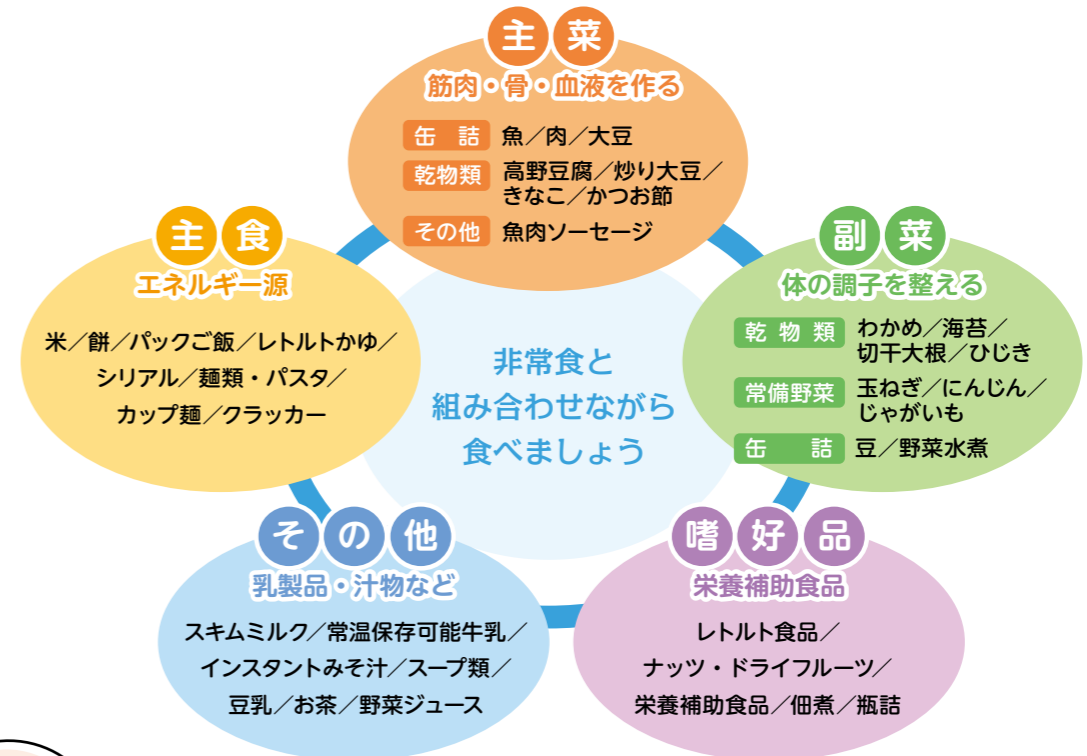 主菜
筋肉・骨・血液を作る
缶詰 魚／肉／大豆
乾物類 高野豆腐／炒り大豆／
きなこ／かつお節
その他 魚肉ソーセージ
主食
エネルギー源
米／餅／パックご飯／レトルトかゆ／
シリアル／麺類・パスタ／
カップ麺／クラッカー
副菜
体の調子を整える
乾物類 わかめ／海苔／
切干大根／ひじき
常備野菜 玉ねぎ／にんじん／
じゃがいも
缶詰 豆／野菜水煮
非常食と
組み合わせながら
食べましょう
その他
乳製品・汁物など
スキムミルク／常温保存可能牛乳／
インスタントみそ汁／スープ類／
豆乳／お茶／野菜ジュース
嗜好品
栄養補助食品
レトルト食品／
ナッツ・ドライフルーツ／
栄養補助食品／佃煮／瓶詰